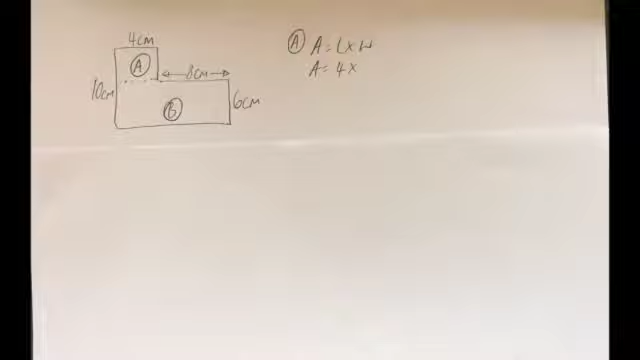 4cm
A
8cm
10cm
6cm
B
A A = L x W
A = 4 x